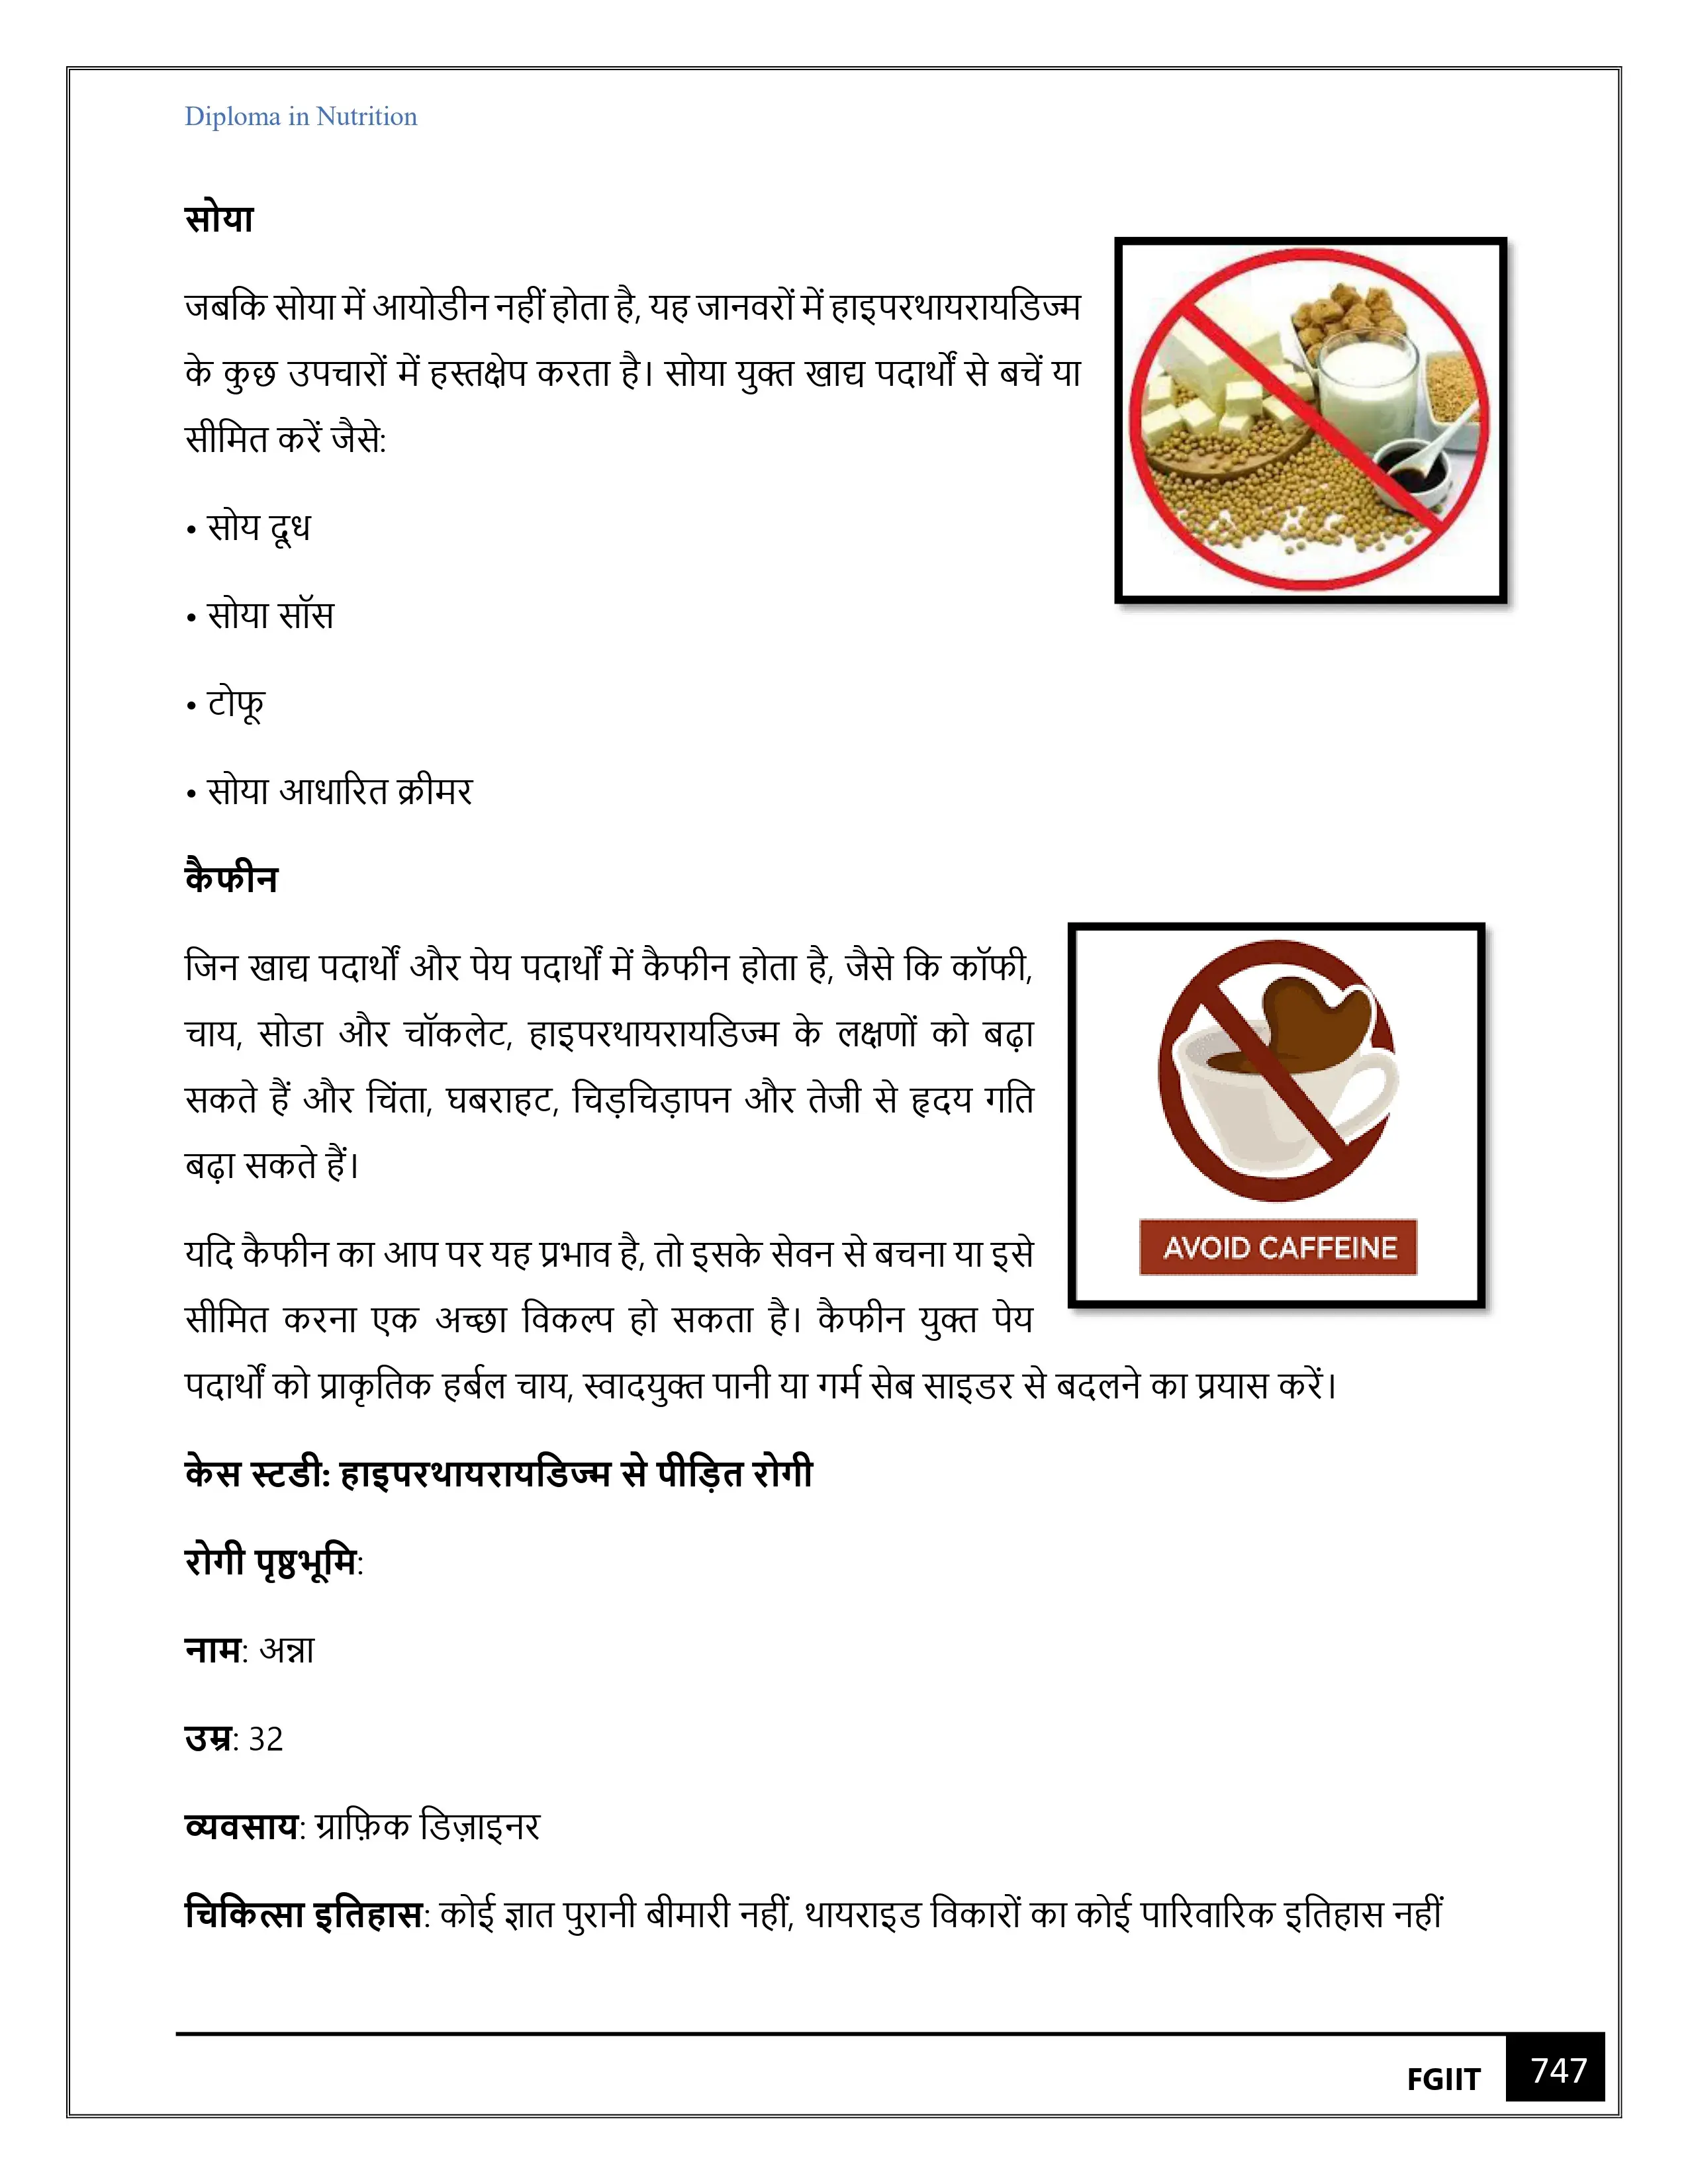 Diploma in Nutrition
सोया
जबकि सोया में आयोडीन नहीं होता है, यह जानवरों में हाइपरथायरायडिज्म
के कुछ उपचारों में हस्तक्षेप करता है। सोया युक्त खाद्य पदार्थों से बचें या
सीमित करें जैसे:
• सोय दूध
• सोया सॉस
• टोफू
• सोया आधारित क्रीमर
कैफीन
जिन खाद्य पदार्थों और पेय पदार्थों में कैफीन होता है, जैसे कि कॉफी,
चाय, सोडा और चॉकलेट, हाइपरथायरायडिज्म के लक्षणों को बढ़ा
सकते हैं और चिंता, घबराहट, चिड़चिड़ापन और तेजी से हृदय गति
बढ़ा सकते हैं।
AVOID CAFFEINE
यदि कैफीन का आप पर यह प्रभाव है, तो इसके सेवन से बचना या इसे
सीमित करना एक अच्छा विकल्प हो सकता है। कैफीन युक्त पेय
पदार्थों को प्राकृतिक हर्बल चाय, स्वादयुक्त पानी या गर्म सेब साइडर से बदलने का प्रयास करें।
केस स्टडी: हाइपरथायरायडिज्म से पीड़ित रोगी
रोगी पृष्ठभूमि:
नाम: अन्ना
उम्र: 32
व्यवसाय: ग्राफ़िक डिज़ाइनर
चिकित्सा इतिहास: कोई ज्ञात पुरानी बीमारी नहीं, थायराइड विकारों का कोई पारिवारिक इतिहास नहीं
FGIIT
747